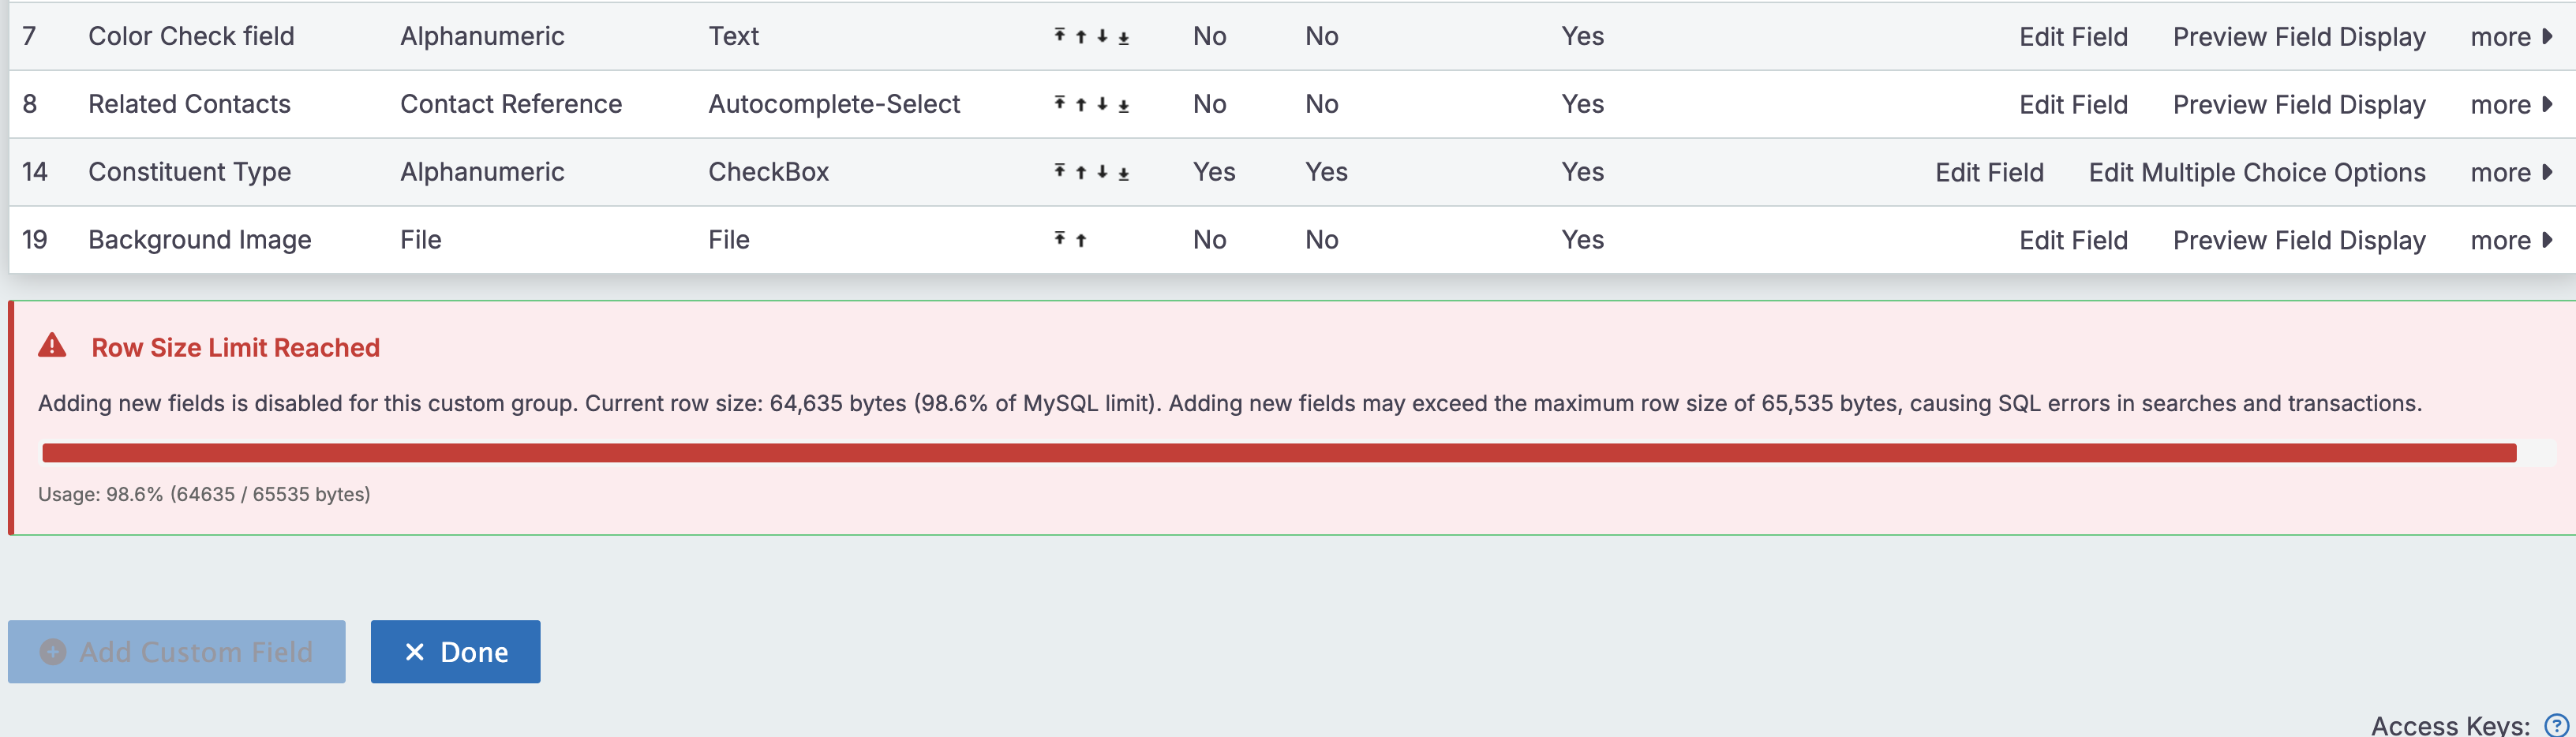 7 Color Check field Alphanumeric Text No No Yes Edit Field Preview Field Display more
8 Related Contacts Contact Reference Autocomplete-Select No No Yes Edit Field Preview Field Display more
14 Constituent Type Alphanumeric CheckBox Yes Yes Yes Edit Field Edit Multiple Choice Options more
19 Background Image File File No No Yes Edit Field Preview Field Display more
Row Size Limit Reached
Adding new fields is disabled for this custom group. Current row size: 64,635 bytes (98.6% of MySQL limit). Adding new fields may exceed the maximum row size of 65,535 bytes, causing SQL errors in searches and transactions.
Usage: 98.6% (64635 / 65535 bytes)
Add Custom Field Done
Access Keys: ?